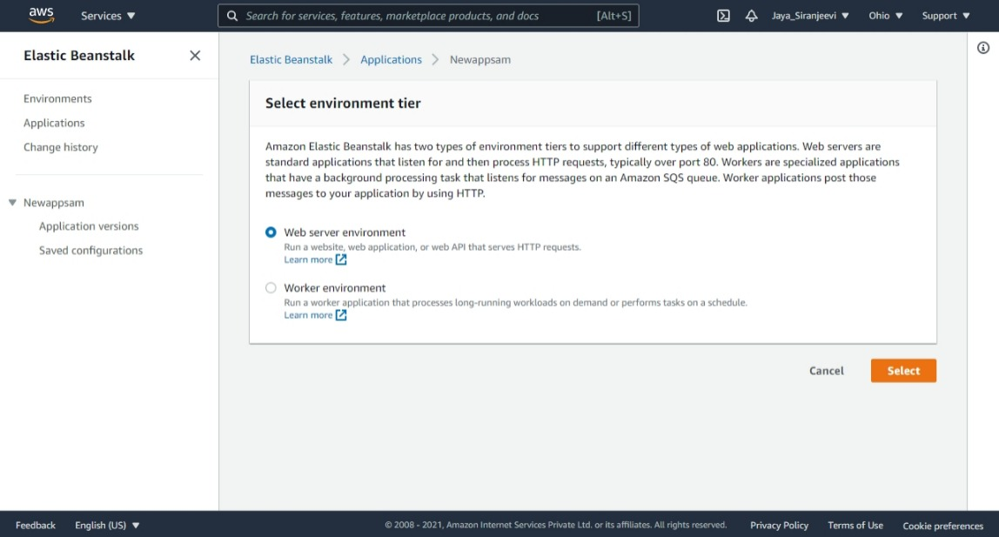 aws
Services
Search for services, features, marketplace products, and docs
[Alt+S]
Jaya_Siranjeevi
Ohio
Support
Elastic Beanstalk
Environments
Applications
Change history
Newappsam
Application versions
Saved configurations
Elastic Beanstalk
Applications
Newappsam
Select environment tier
Amazon Elastic Beanstalk has two types of environment tiers to support different types of web applications. Web servers are
standard applications that listen for and then process HTTP requests, typically over port 80. Workers are specialized applications
that have a background processing task that listens for messages on an Amazon SQS queue. Worker applications post those
messages to your application by using HTTP.
Web server environment
Run a website, web application, or web API that serves HTTP requests.
Learn more
Worker environment
Run a worker application that processes long-running workloads on demand or performs tasks on a schedule.
Learn more
Cancel
Select
Feedback
English (US)
© 2008 - 2021, Amazon Internet Services Private Ltd. or its affiliates. All rights reserved.
Privacy Policy
Terms of Use
Cookie preferences